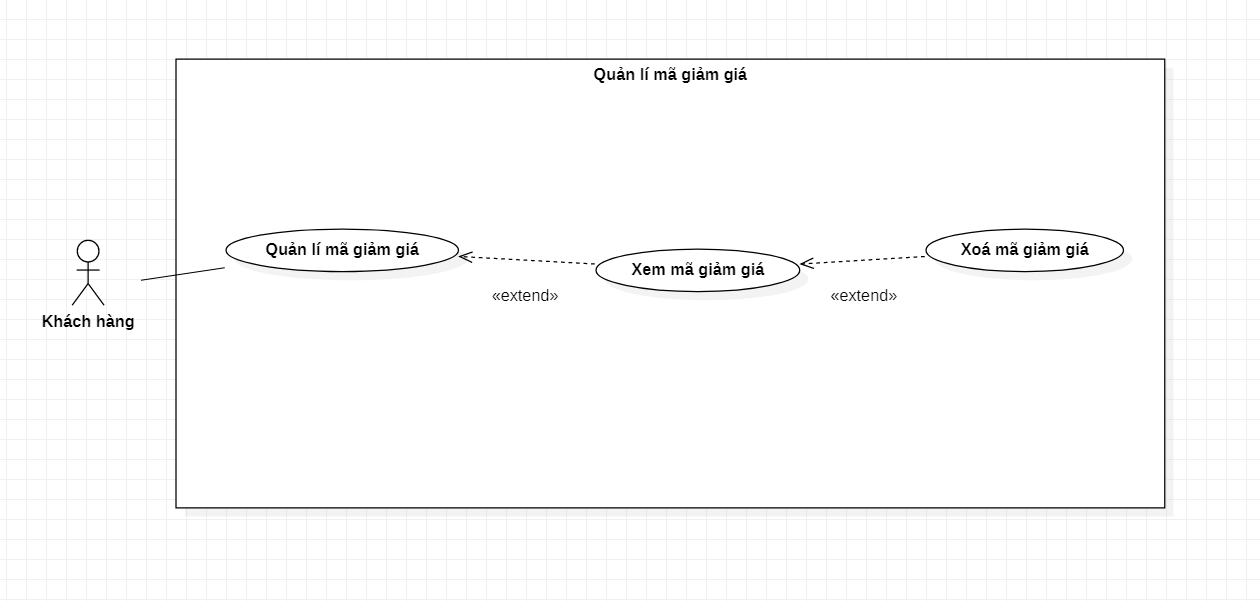 Quản lí mã giảm giá
Quản lí mã giảm giá
Xem mã giảm giá
Xoá mã giảm giá
«extend»
«extend»
Khách hàng